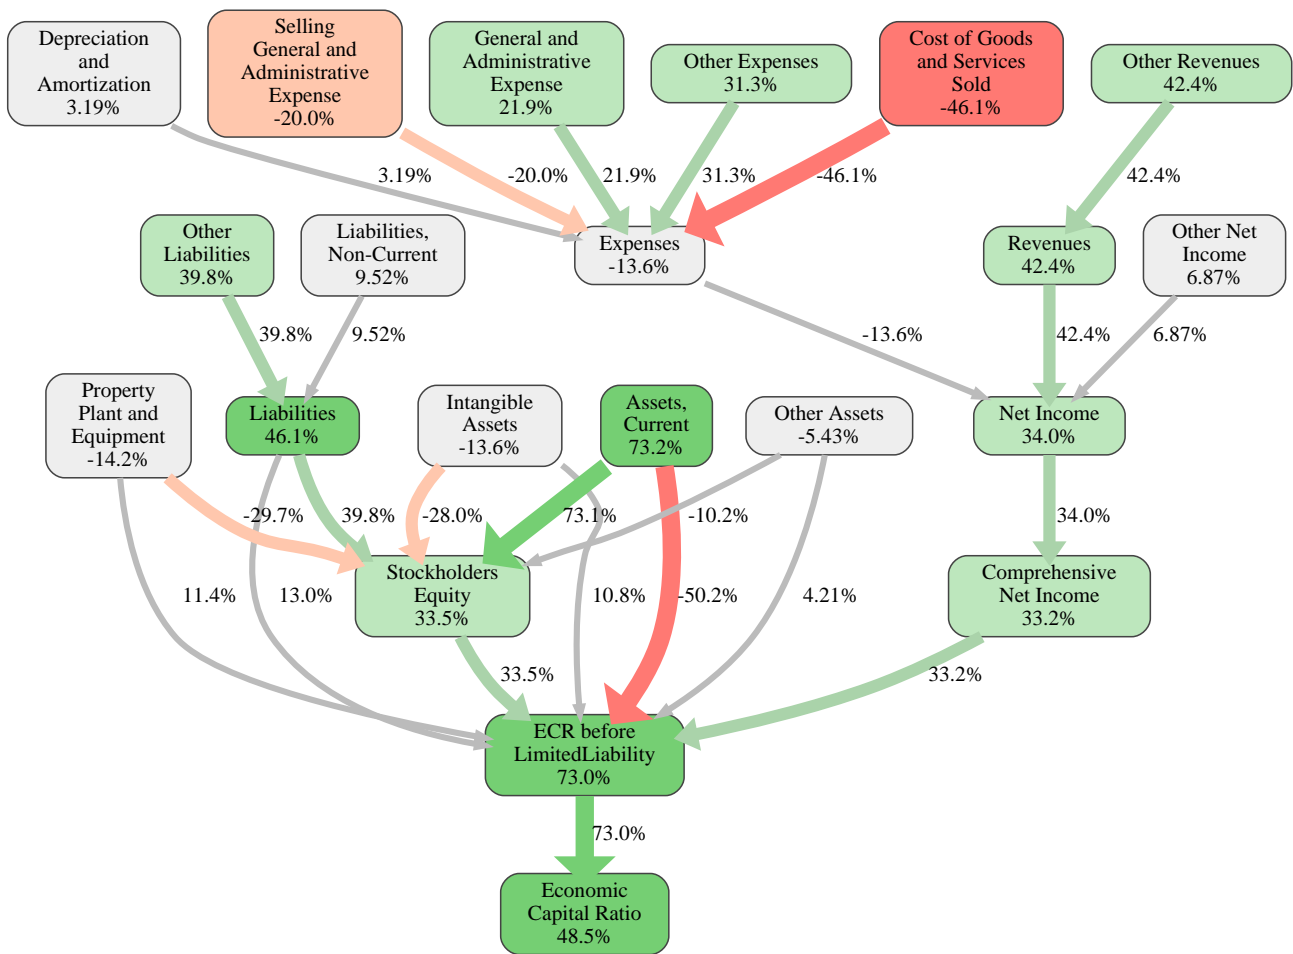 Depreciation
and
Amortization
3.19%
Selling
General and
Administrative
Expense
-20.0%
General and
Administrative
Expense
21.9%
Other Expenses
31.3%
Cost of Goods
and Services
Sold
-46.1%
Other Revenues
42.4%
3.19%
-20.0%
21.9%
31.3%
-46.1%
42.4%
Other
Liabilities
39.8%
Liabilities,
Non-Current
9.52%
Expenses
-13.6%
Revenues
42.4%
Other Net
Income
6.87%
39.8%
9.52%
-13.6%
42.4%
6.87%
Property
Plant and
Equipment
-14.2%
Liabilities
46.1%
Intangible
Assets
-13.6%
Assets,
Current
73.2%
Other Assets
-5.43%
Net Income
34.0%
-29.7%
39.8%
-28.0%
73.1%
-10.2%
34.0%
Stockholders
Equity
33.5%
Comprehensive
Net Income
33.2%
11.4%
13.0%
10.8%
-50.2%
4.21%
33.5%
33.2%
ECR before
LimitedLiability
73.0%
73.0%
Economic
Capital Ratio
48.5%